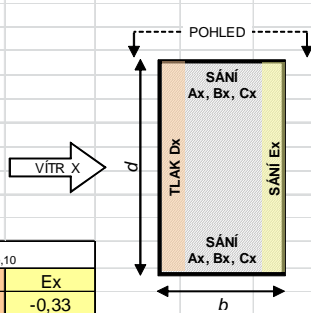 POHLED
SÁNÍ
Ax, Bx, Cx
VÍTR X
d
TLAK Dx
SÁNÍ Ex
SÁNÍ
Ax, Bx, Cx
,10
Ex
-0,33
b